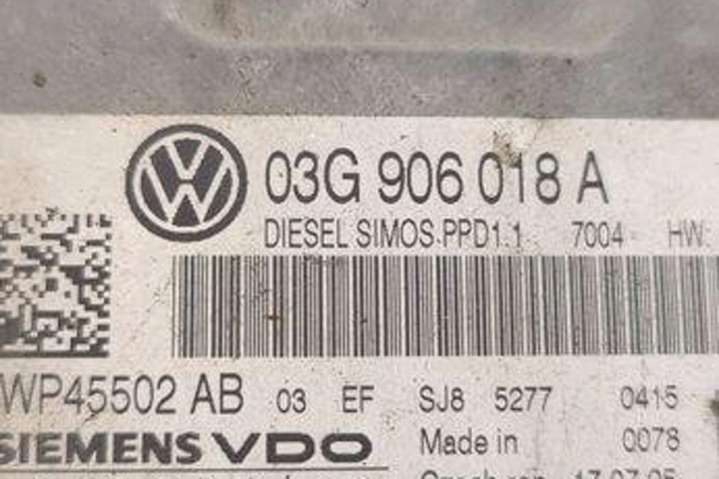 VW 03G 906 018 A
DIESEL SIMOS PPD1.1 7004 HW:
WP45502 AB 03 EF SJ8 5277 0415
SIEMENS VDO Made in 0078